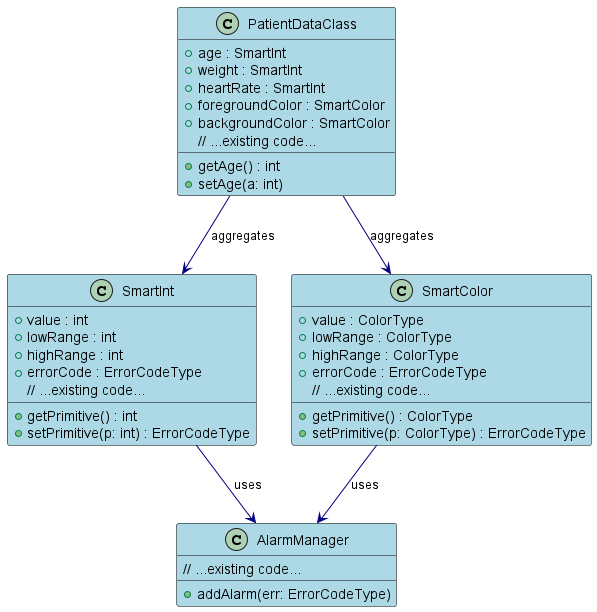 C PatientDataClass
age : SmartInt
weight : SmartInt
heartRate : SmartInt
foregroundColor : SmartColor
backgroundColor : SmartColor
// ...existing code...
getAge() : int
setAge(a: int)
aggregates
aggregates
C SmartInt
value : int
lowRange : int
highRange : int
errorCode : ErrorCodeType
// ...existing code...
getPrimitive() : int
setPrimitive(p: int) : ErrorCodeType
C SmartColor
value : ColorType
lowRange : ColorType
highRange : ColorType
errorCode : ErrorCodeType
// ...existing code...
getPrimitive() : ColorType
setPrimitive(p: ColorType) : ErrorCodeType
uses
uses
C AlarmManager
// ...existing code...
addAlarm(err: ErrorCodeType)